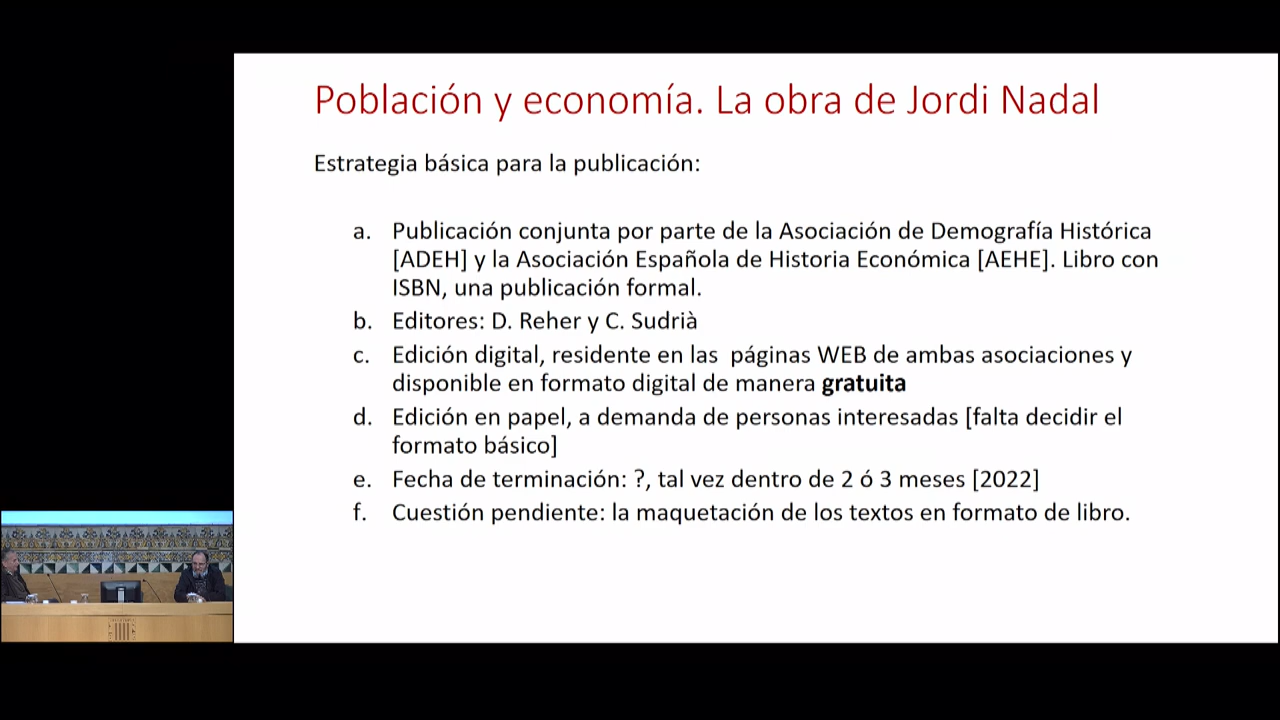 Población y economía. La obra de Jordi Nadal
Estrategia básica para la publicación:
a. Publicación conjunta por parte de la Asociación de Demografía Histórica
[ADEH] y la Asociación Española de Historia Económica [AEHE]. Libro con
ISBN, una publicación formal.
b. Editores: D. Reher y C. Sudrià
c. Edición digital, residente en las  páginas WEB de ambas asociaciones y
disponible en formato digital de manera gratuita
d. Edición en papel, a demanda de personas interesadas [falta decidir el
formato básico]
e. Fecha de terminación: ?, tal vez dentro de 2 ó 3 meses [2022]
f. Cuestión pendiente: la maquetación de los textos en formato de libro.